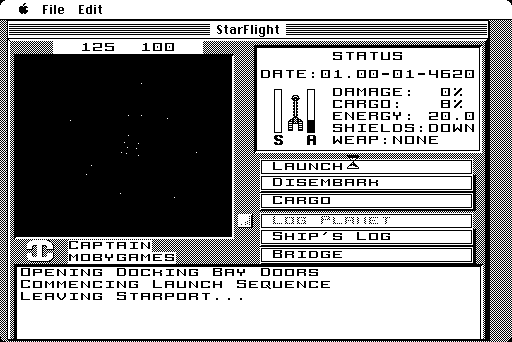 File Edit
StarFlight
125 100
STATUS
DATE:01.00-01-4620
DAMAGE: 0%
CARGO: 8%
ENERGY: 20.0
SHIELDS:DOWN
WEAP:NONE
S A
LAUNCH
DISEMBARK
CARGO
LOG PLANET
SHIP'S LOG
BRIDGE
CAPTAIN
MOBYGAMES
OPENING DOCKING BAY DOORS
COMMENCING LAUNCH SEQUENCE
LEAVING STARPORT...